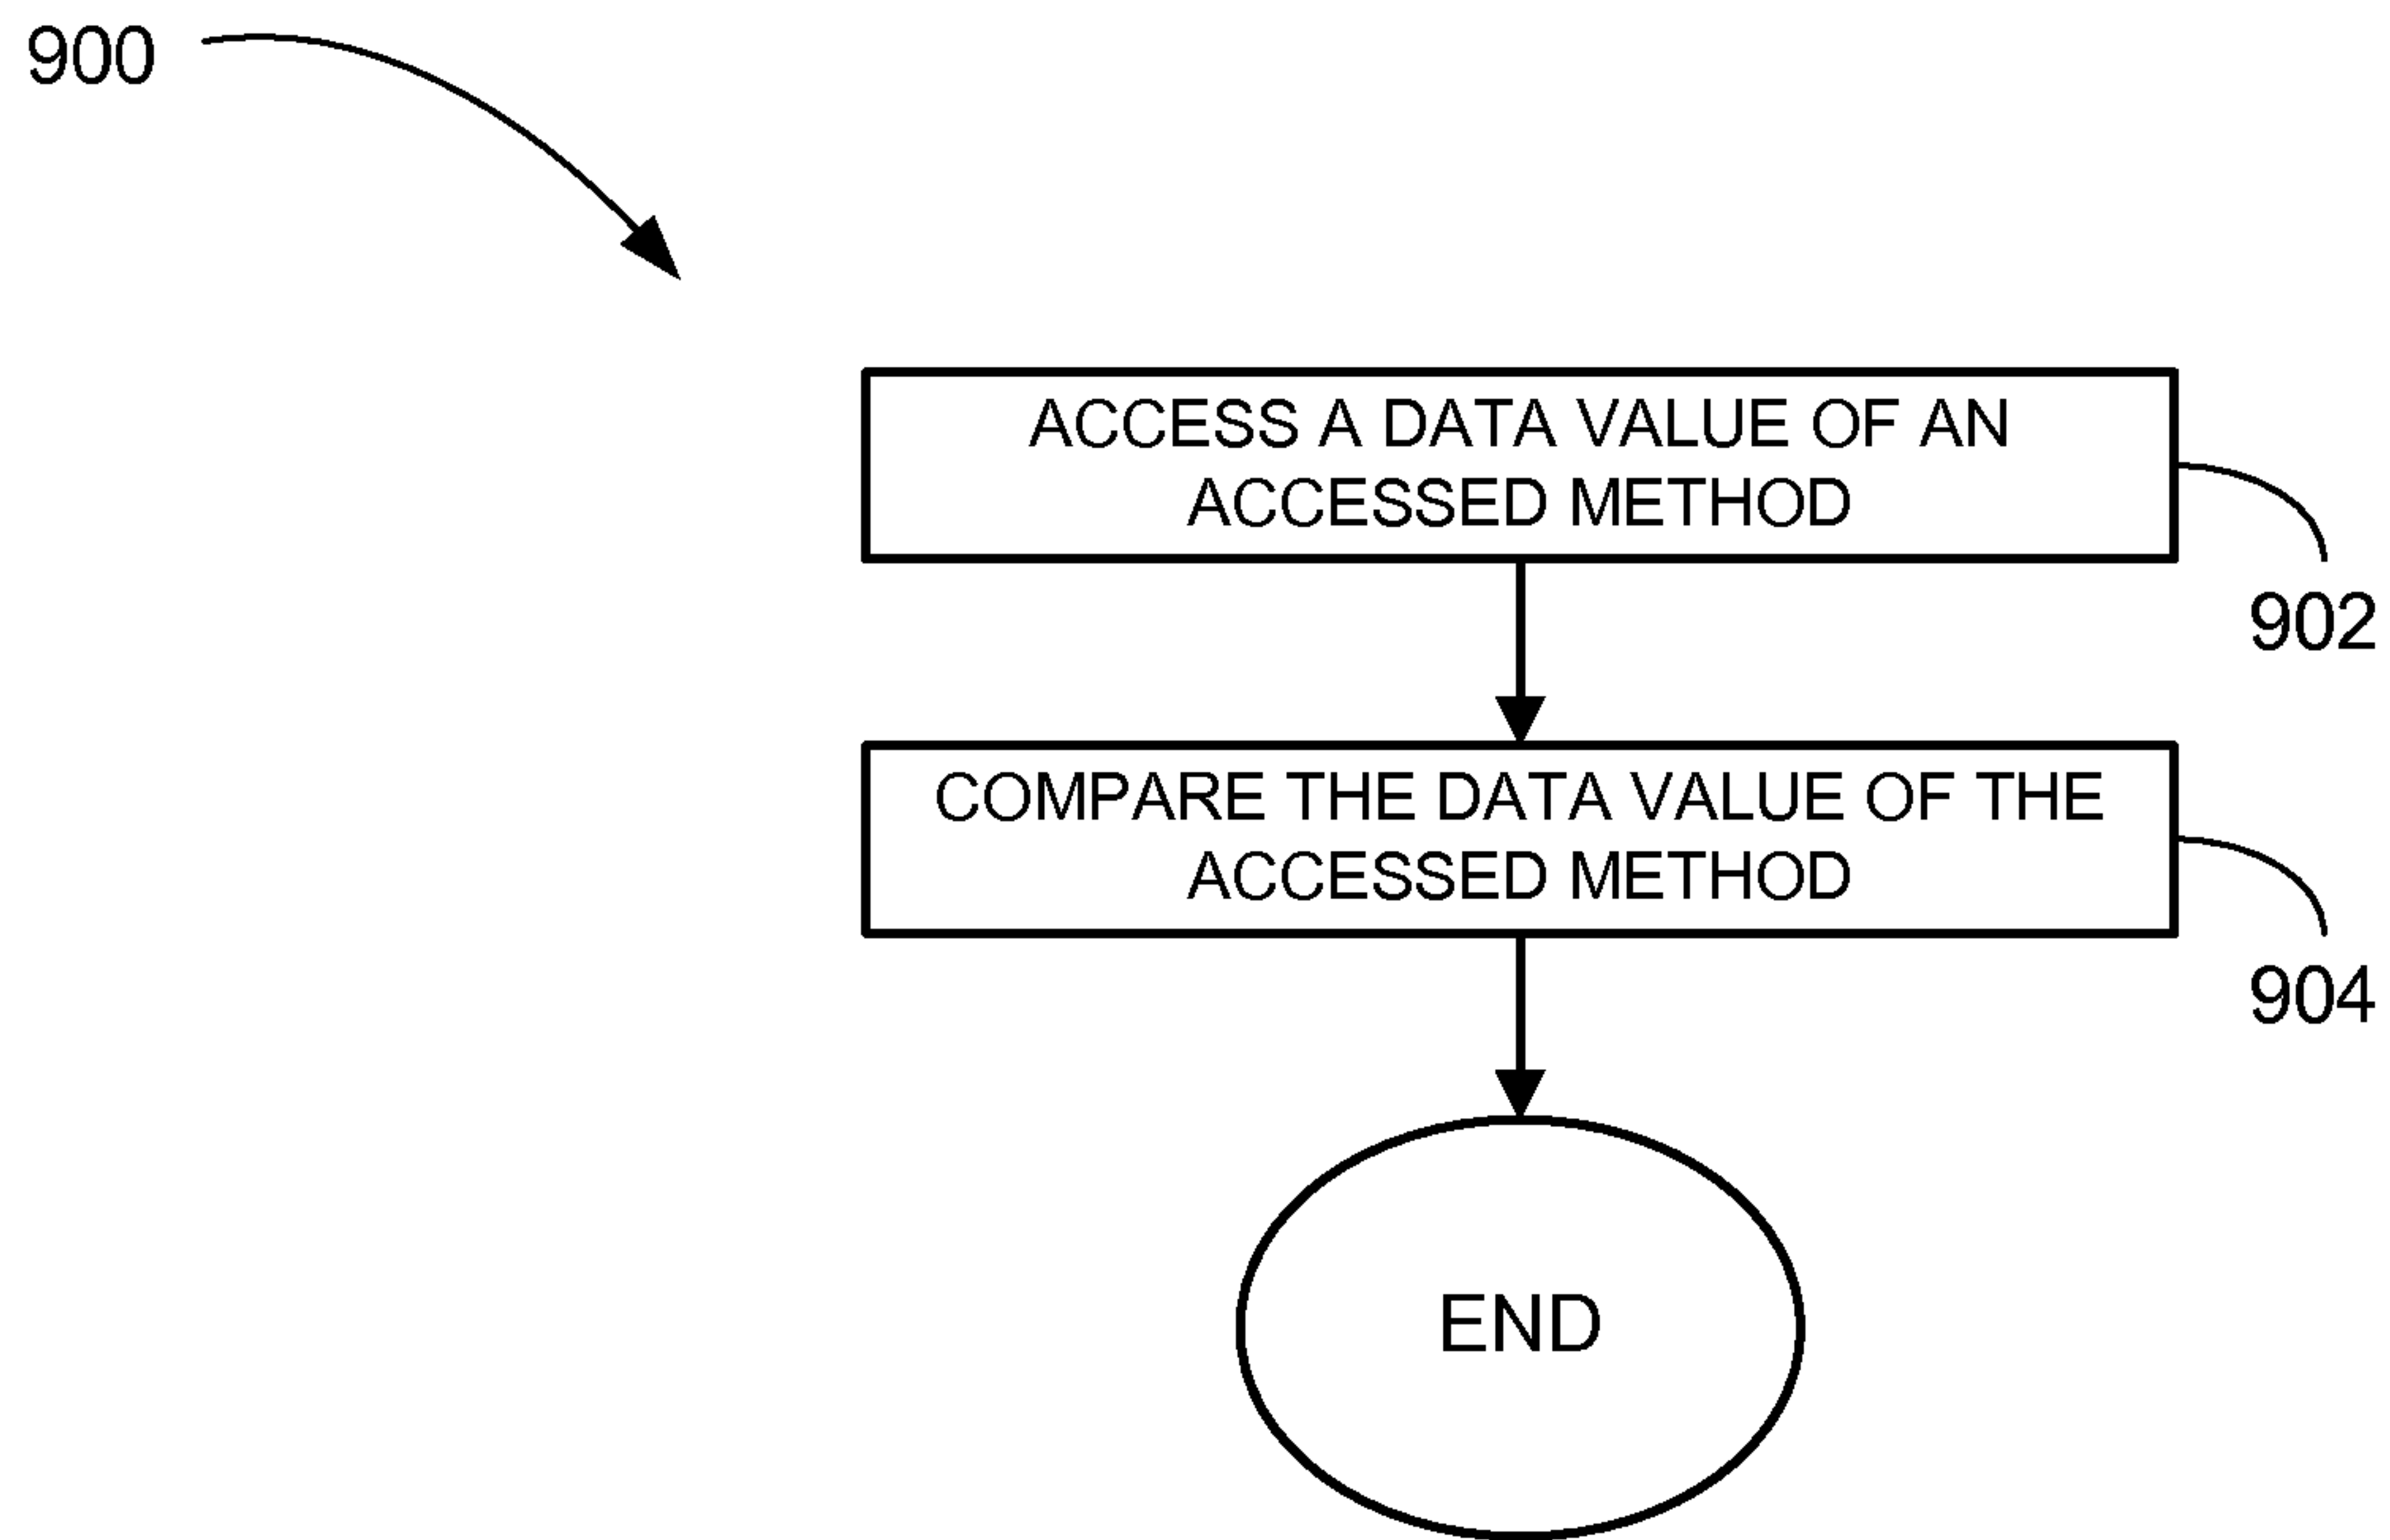 900
ACCESS A DATA VALUE OF AN
ACCESSED METHOD
902
COMPARE THE DATA VALUE OF THE
ACCESSED METHOD
904
END